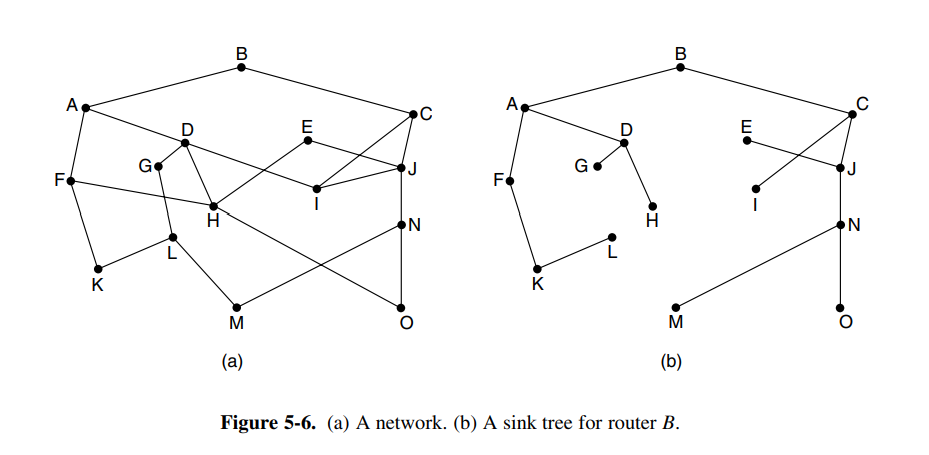 B
B
A
C
A
C
D
E
D
E
G
J
G
J
F
F
I
I
H
H
N
N
L
L
K
K
M
O
M
O
(a)
(b)
Figure 5-6. (a) A network. (b) A sink tree for router B.